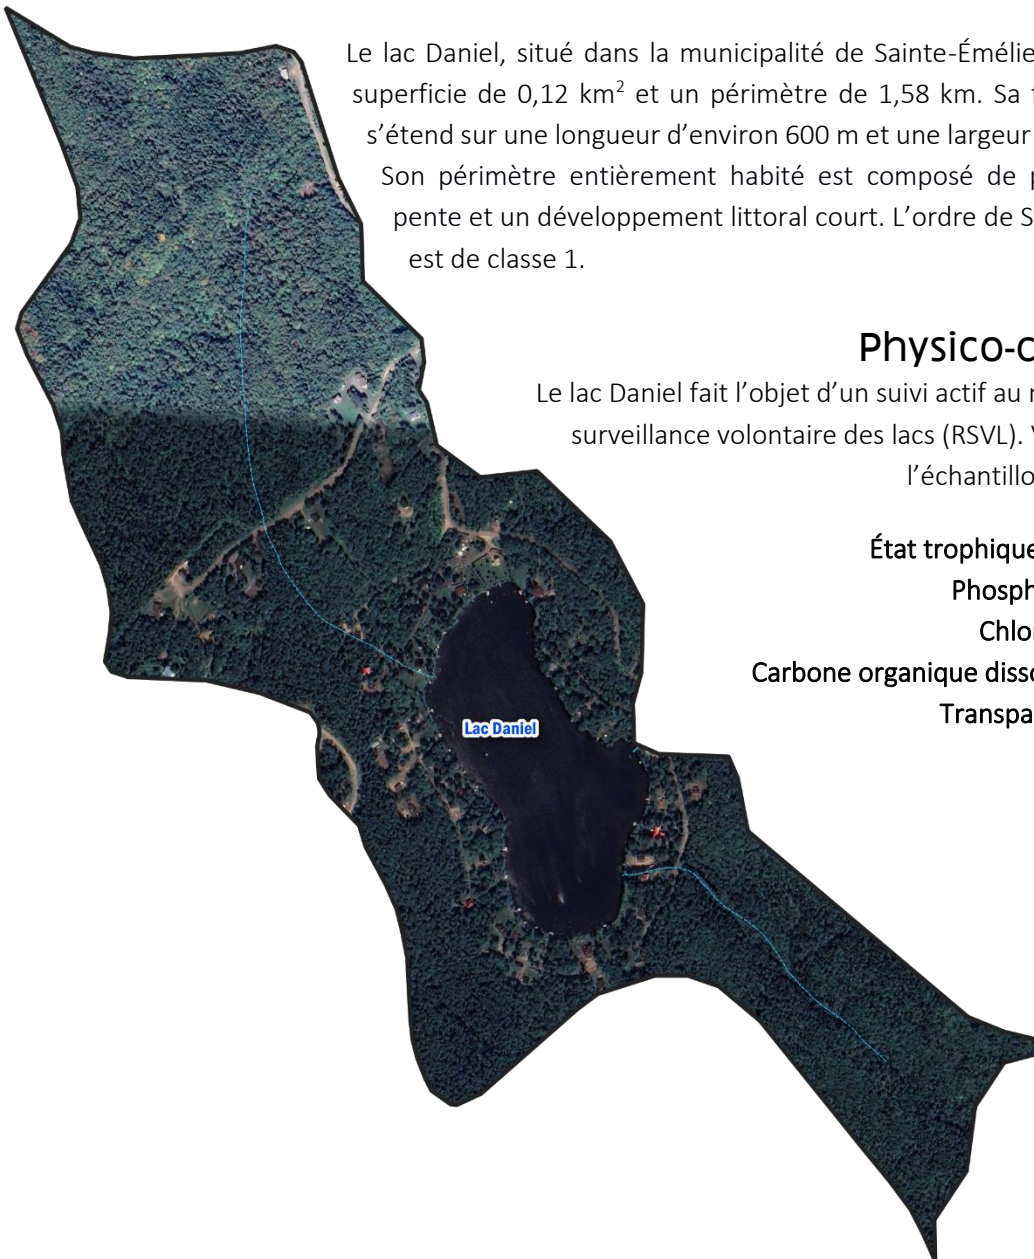 Le lac Daniel, situé dans la municipalité de Sainte-Émélie
superficie de 0,12 km² et un périmètre de 1,58 km. Sa
s’étend sur une longueur d’environ 600 m et une largeur
Son périmètre entièrement habité est composé de
pente et un développement littoral court. L’ordre de
est de classe 1.
Physico-c
Le lac Daniel fait l’objet d’un suivi actif au
surveillance volontaire des lacs (RSVL).
l’échantillo
État trophique
Phosph
Chlo
Carbone organique disso
Transpa
Lac Daniel